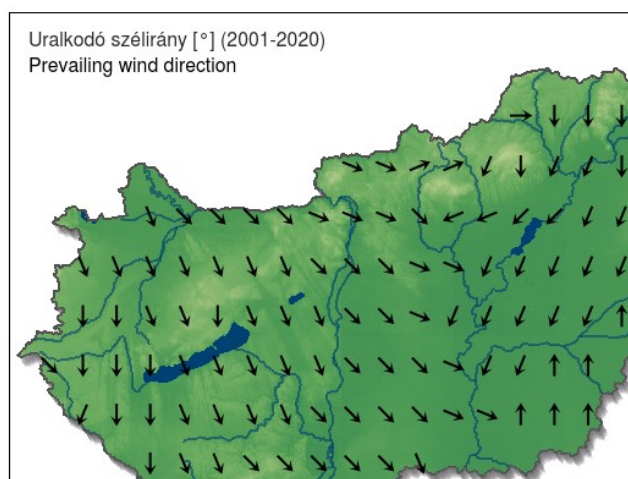 Uralkodó szélirány [°] (2001-2020)
Prevailing wind direction